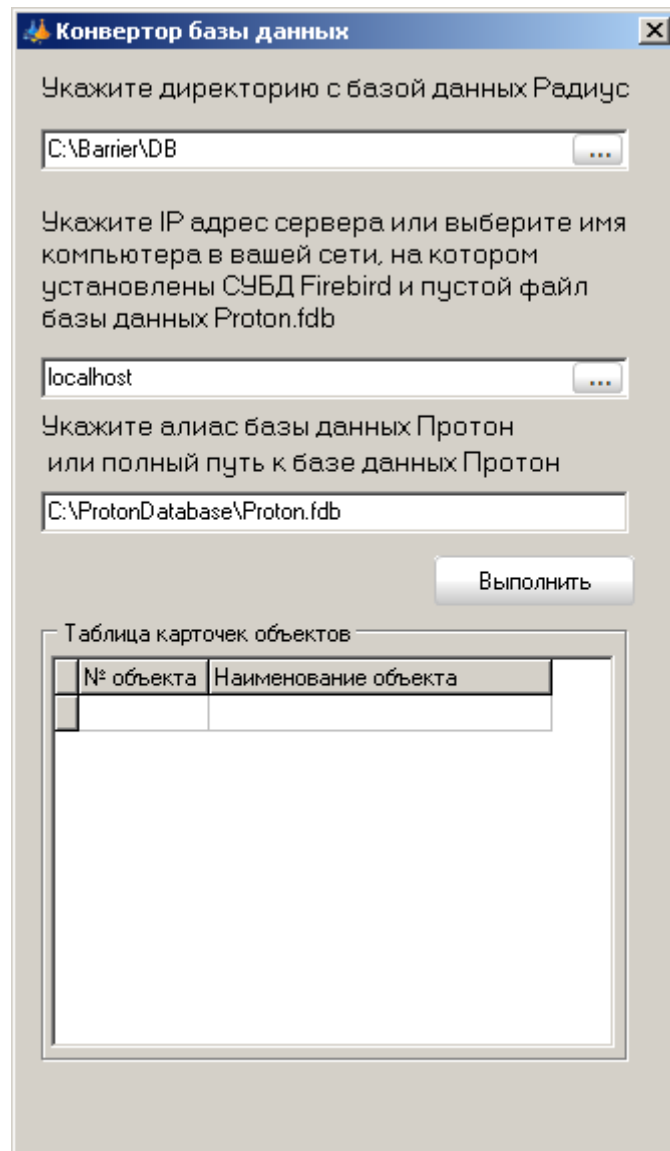 Конвертор базы данных
Укажите директорию с базой данных Радиус
C:\Barrier\DB
...
Укажите IP адрес сервера или выберите имя
компьютера в вашей сети, на котором
установлены СУБД Firebird и пустой файл
базы данных Proton.fdb
localhost
...
Укажите алиас базы данных Протон
или полный путь к базе данных Протон
C:\ProtonDatabase\Proton.fdb
Выполнить
Таблица карточек объектов
№ объекта Наименование объекта